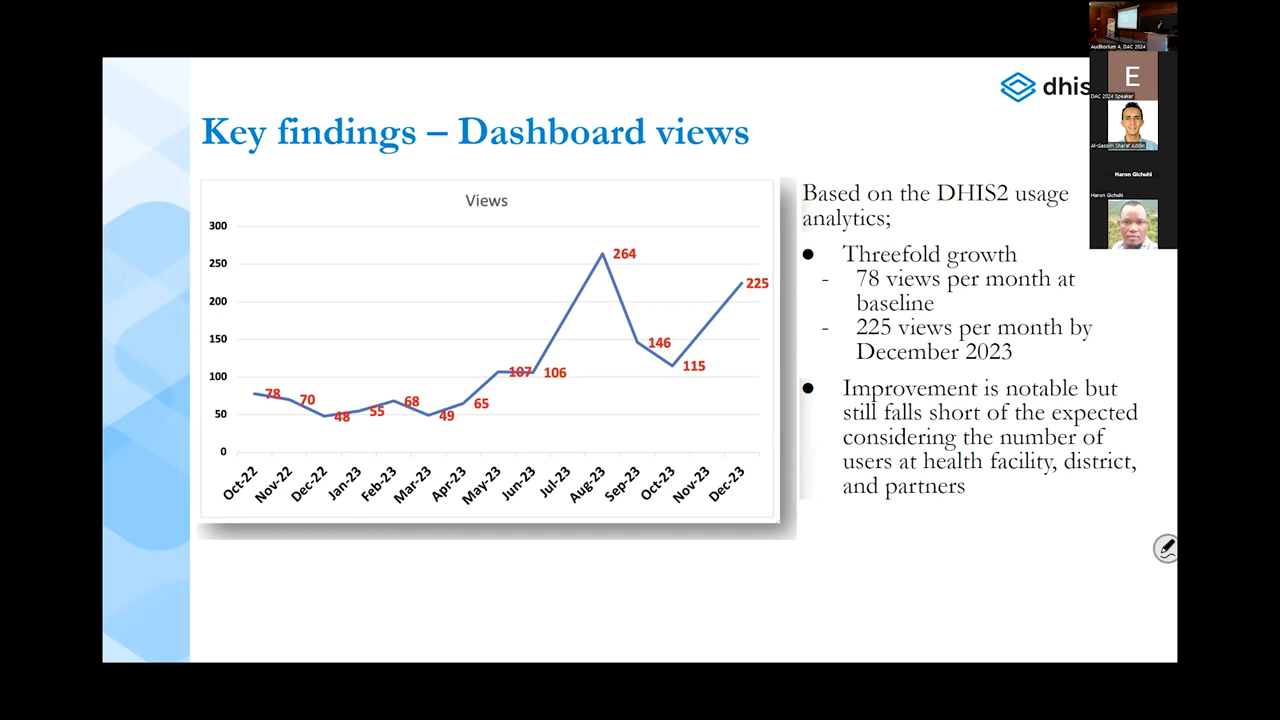 Auditorium 4, DAC 2024
dhis
E
DAC 2024 Speaker
Al-Gassim Sharaf Addin
Haron Gichuhi
Haron Gichuhi
Key findings – Dashboard views
Views
300
250
200
150
100
50
0
78
70
48
55
68
49
65
107
106
264
146
115
225
Oct-22
Nov-22
Dec-22
Jan-23
Feb-23
Mar-23
Apr-23
May-23
Jun-23
Jul-23
Aug-23
Sep-23
Oct-23
Nov-23
Dec-23
Based on the DHIS2 usage
analytics;
● Threefold growth
- 78 views per month at
baseline
- 225 views per month by
December 2023
● Improvement is notable but
still falls short of the expected
considering the number of
users at health facility, district,
and partners